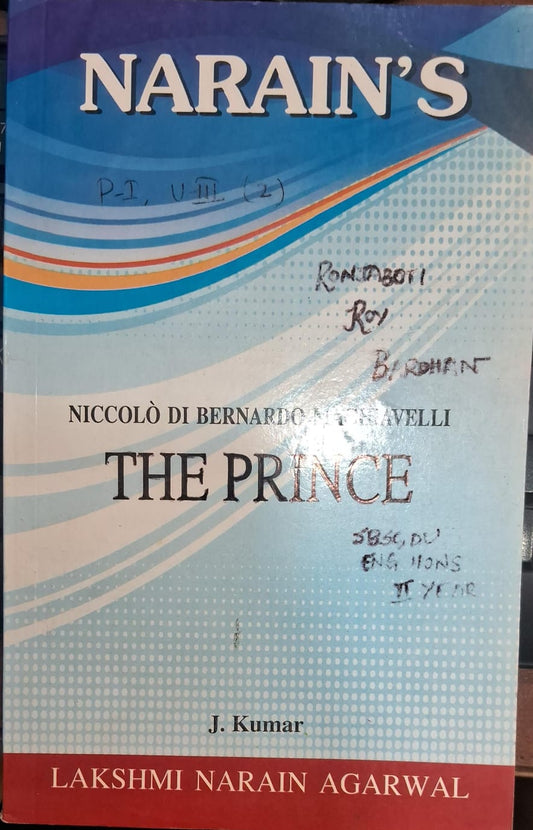 NARAIN'S
P-I, U-III (2)
ROY
BARDHAN
NICCOLÒ DI BERNARDO MACHIAVELLI
THE PRINCE
SBSC, DU
ENG HONS
II YEAR
J. Kumar
LAKSHMI NARAIN AGARWAL